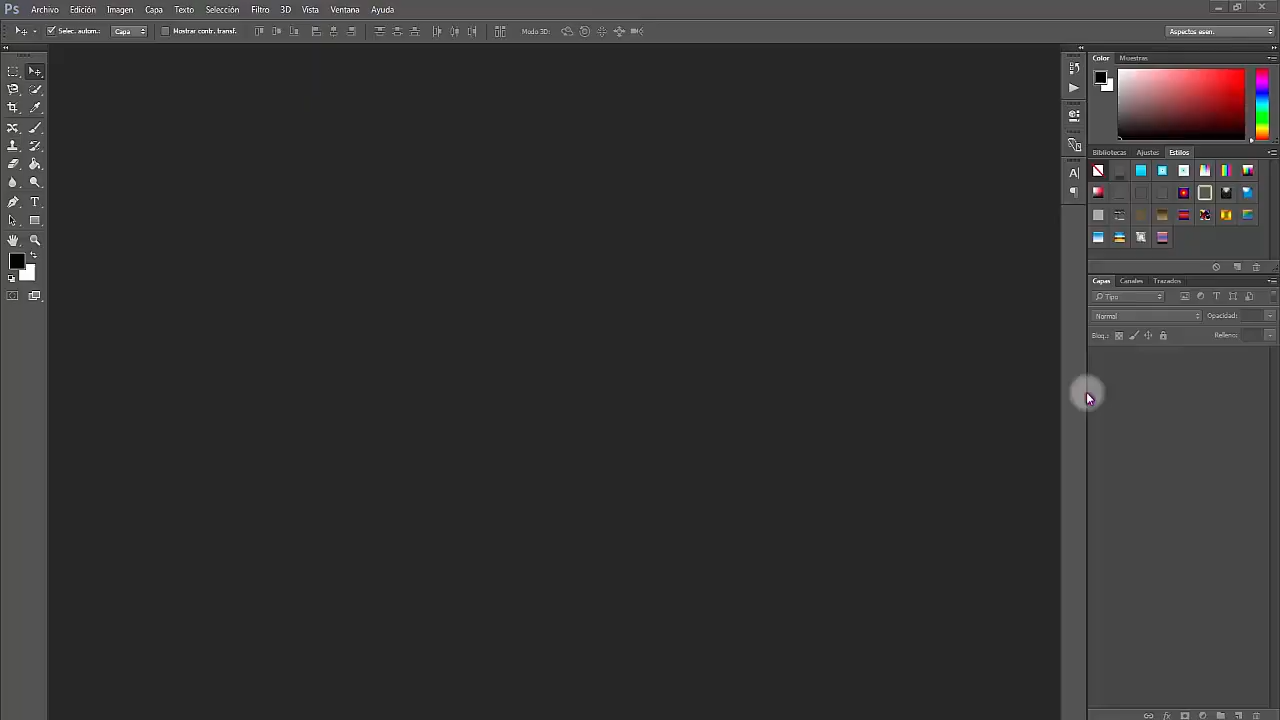 Ps Archivo Edición Imagen Capa Texto Selección Filtro 3D Vista Ventana Ayuda
Selec. autom.: Capa Mostrar contr. transf. Modo 3D: Aspectos esen.
Color Muestras
Bibliotecas Ajustes Estilos
Capas Canales Trazados
Tipo
Normal Opacidad:
Bloq.: Relleno: